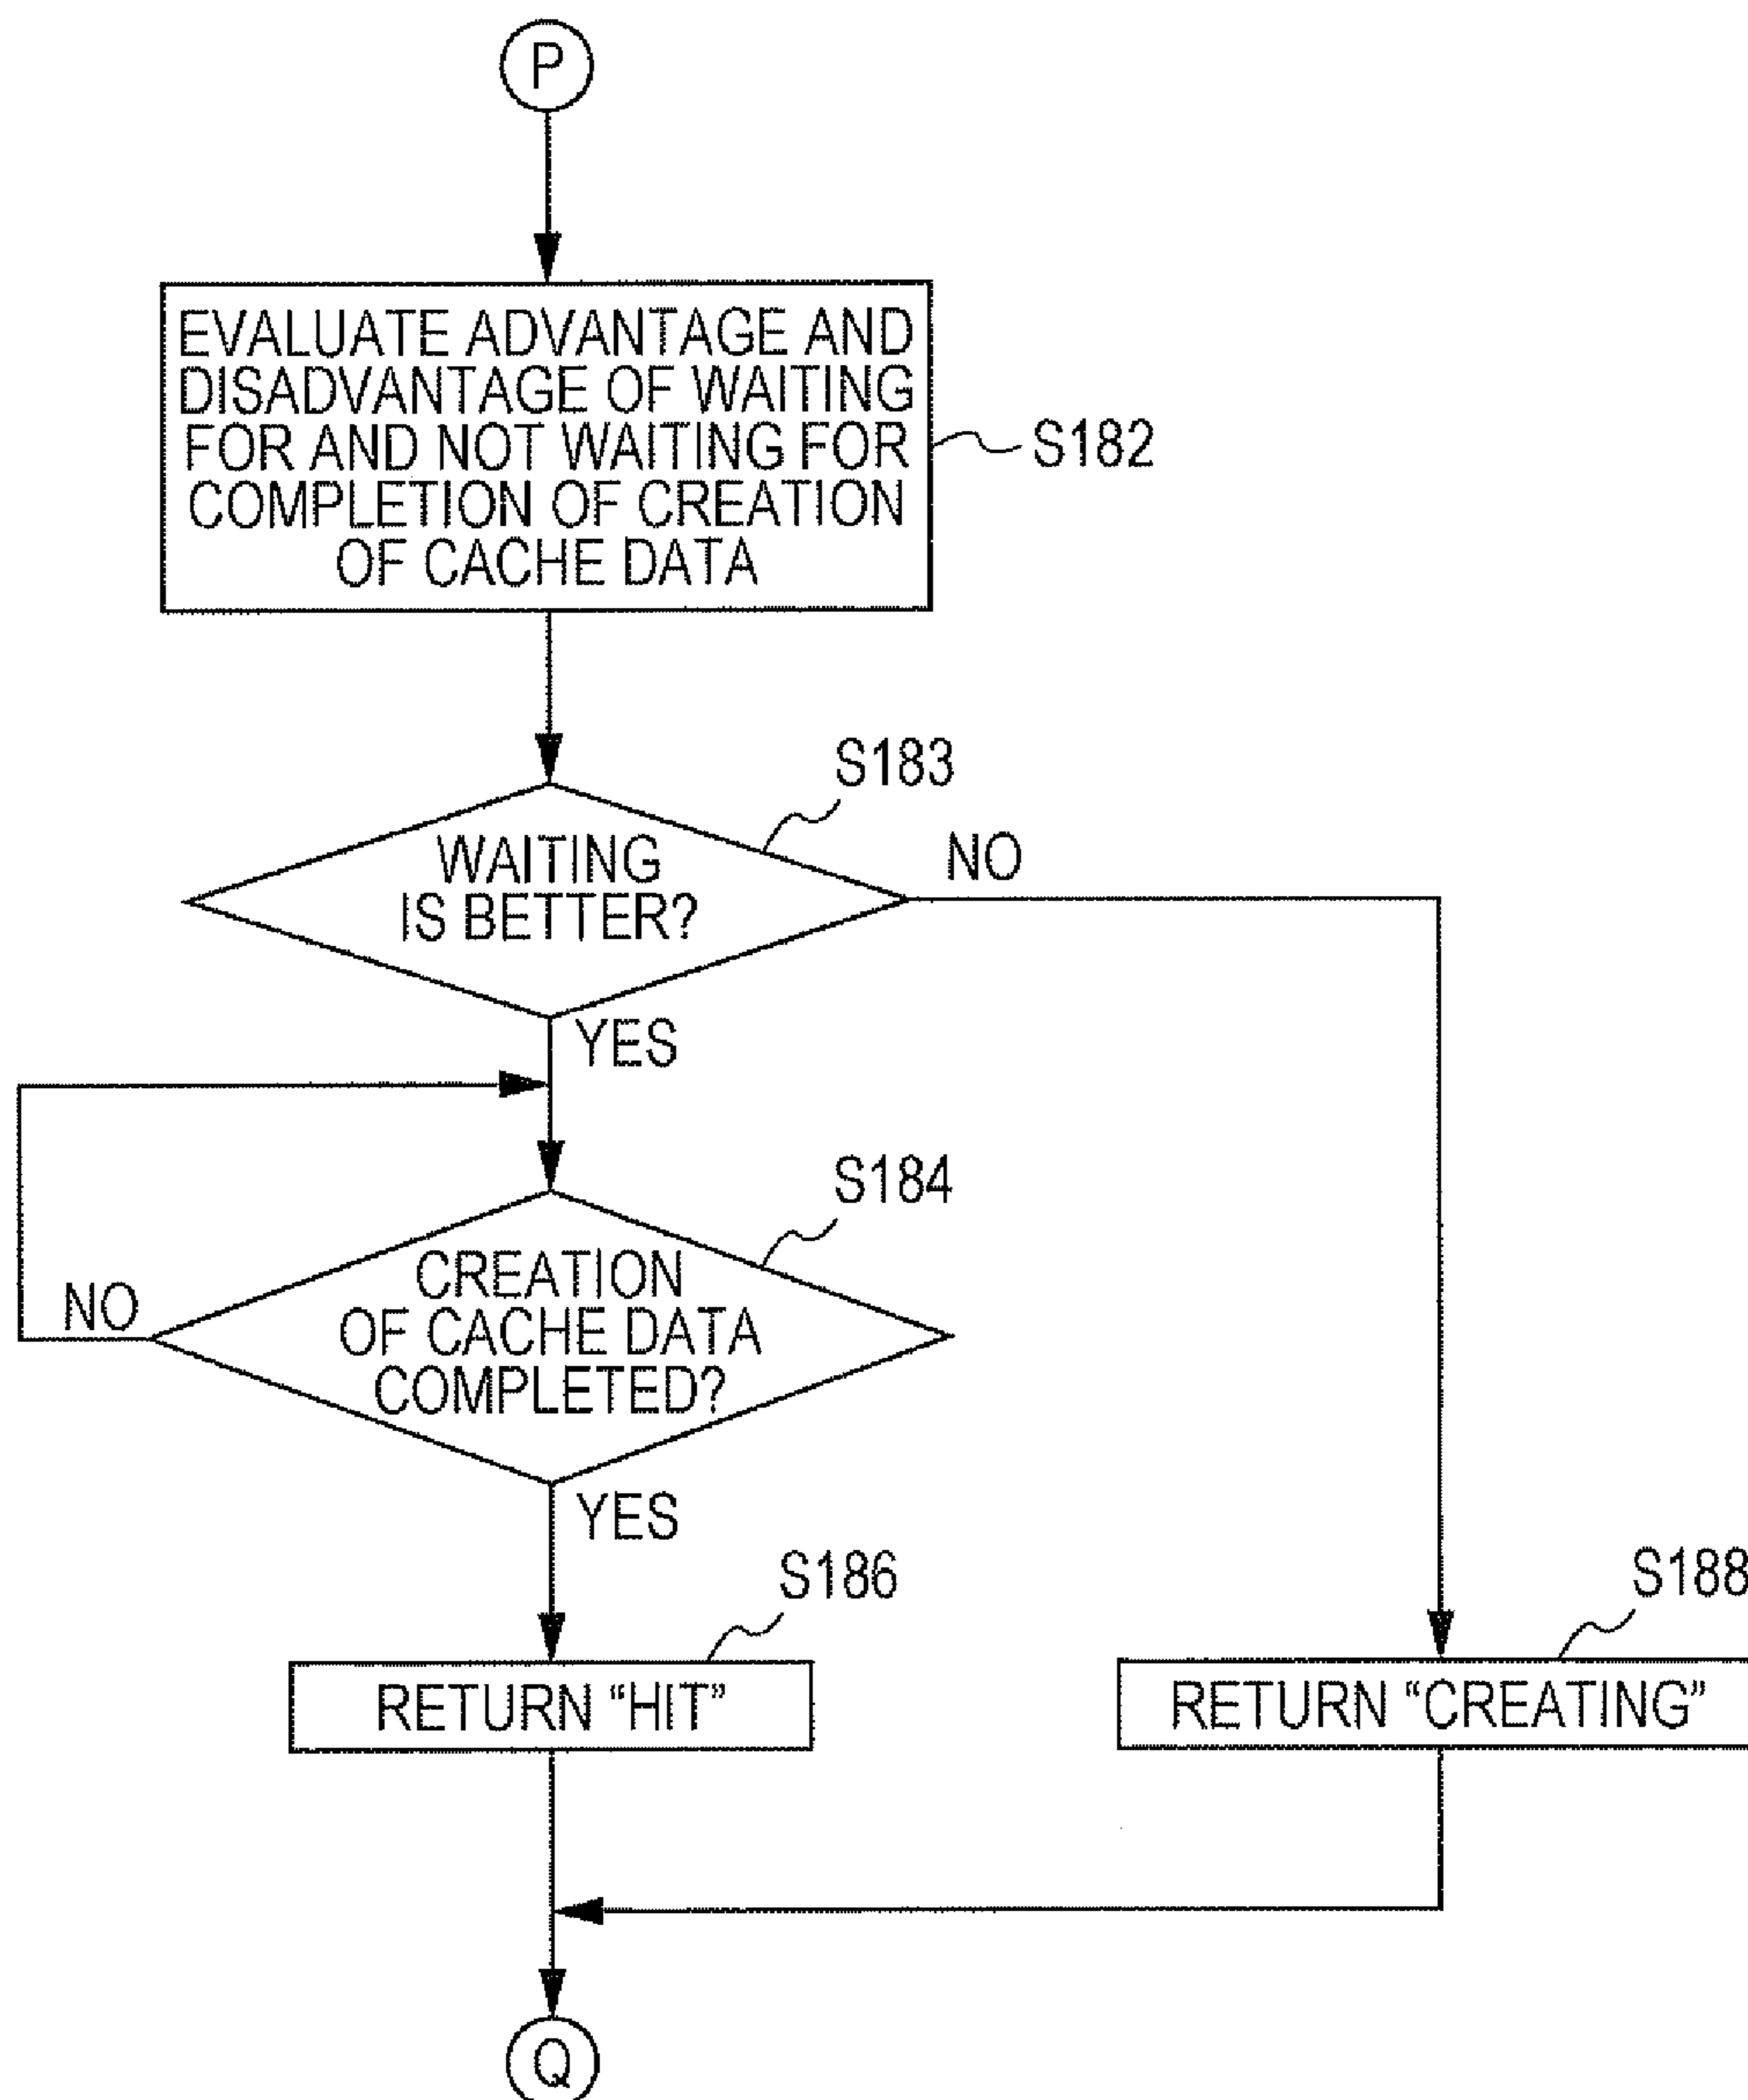 P
EVALUATE ADVANTAGE AND
DISADVANTAGE OF WAITING
FOR AND NOT WAITING FOR
COMPLETION OF CREATION
OF CACHE DATA
S182
S183
WAITING
IS BETTER?
NO
YES
S184
CREATION
OF CACHE DATA
COMPLETED?
NO
YES
S186
RETURN “HIT”
S188
RETURN “CREATING”
Q